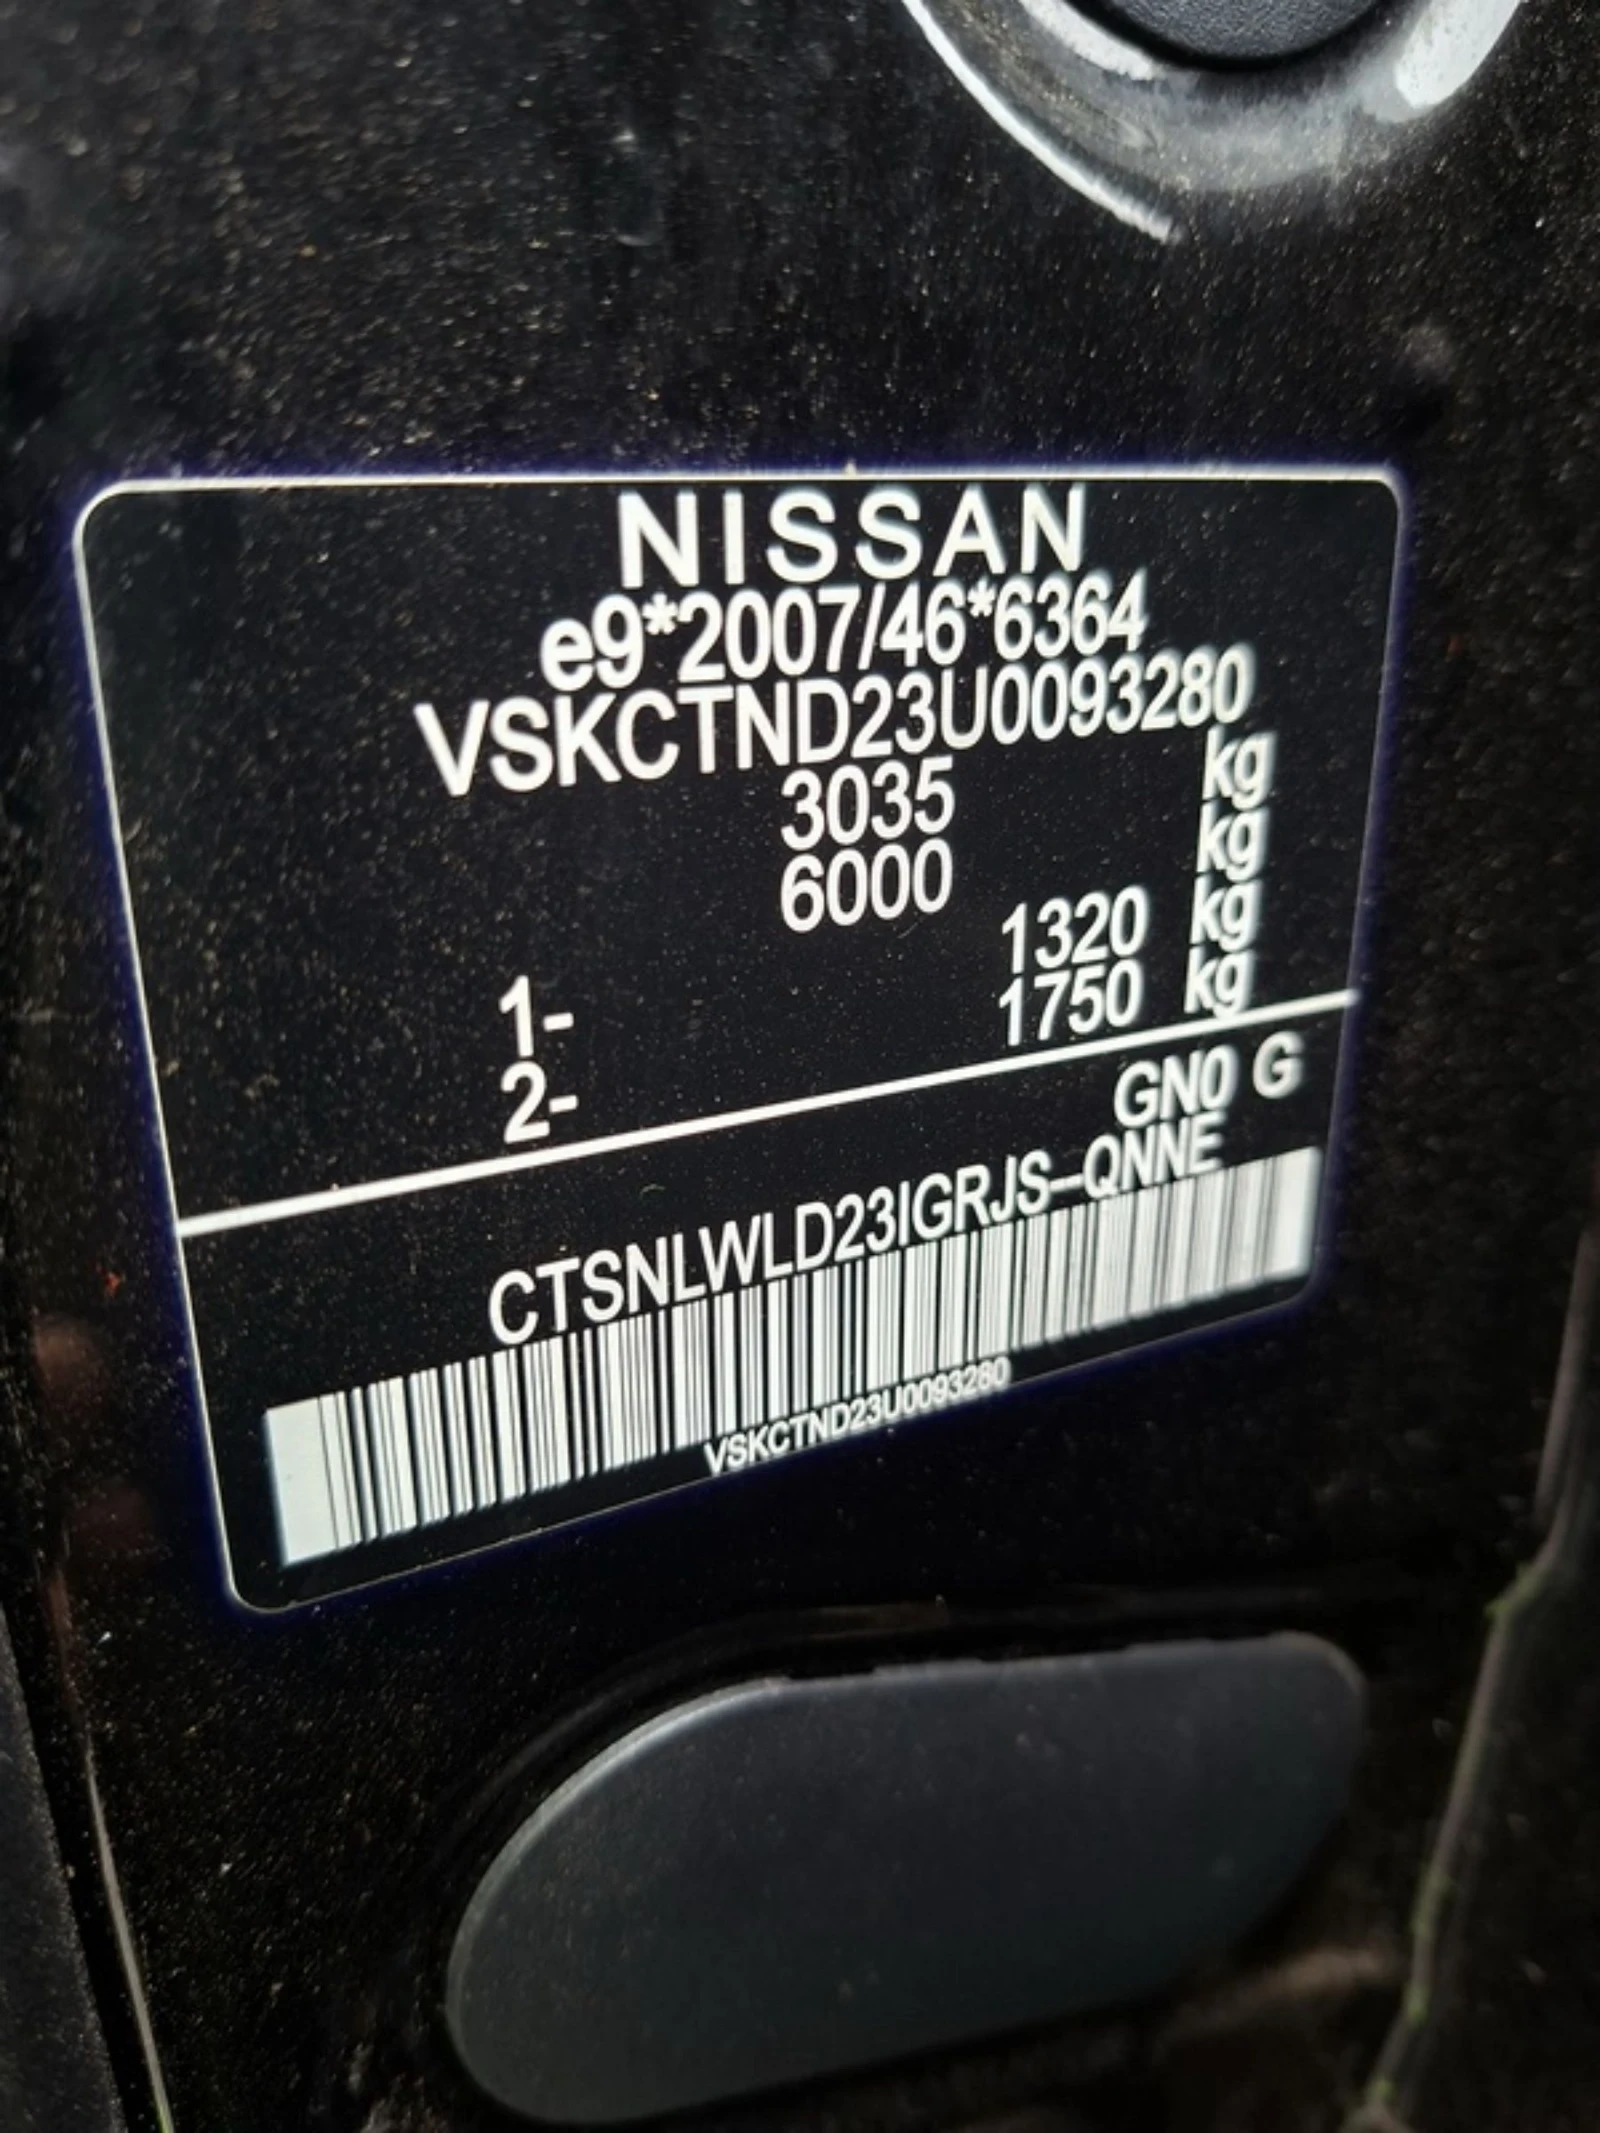 NISSAN
e9*2007/46*6364
VSKCTND23U0093280
3035 kg
6000 kg
1- 1320 kg
2- 1750 kg
GN0 G
CTSNLWLD23IGRJS-QNNE
VSKCTND23U0093280